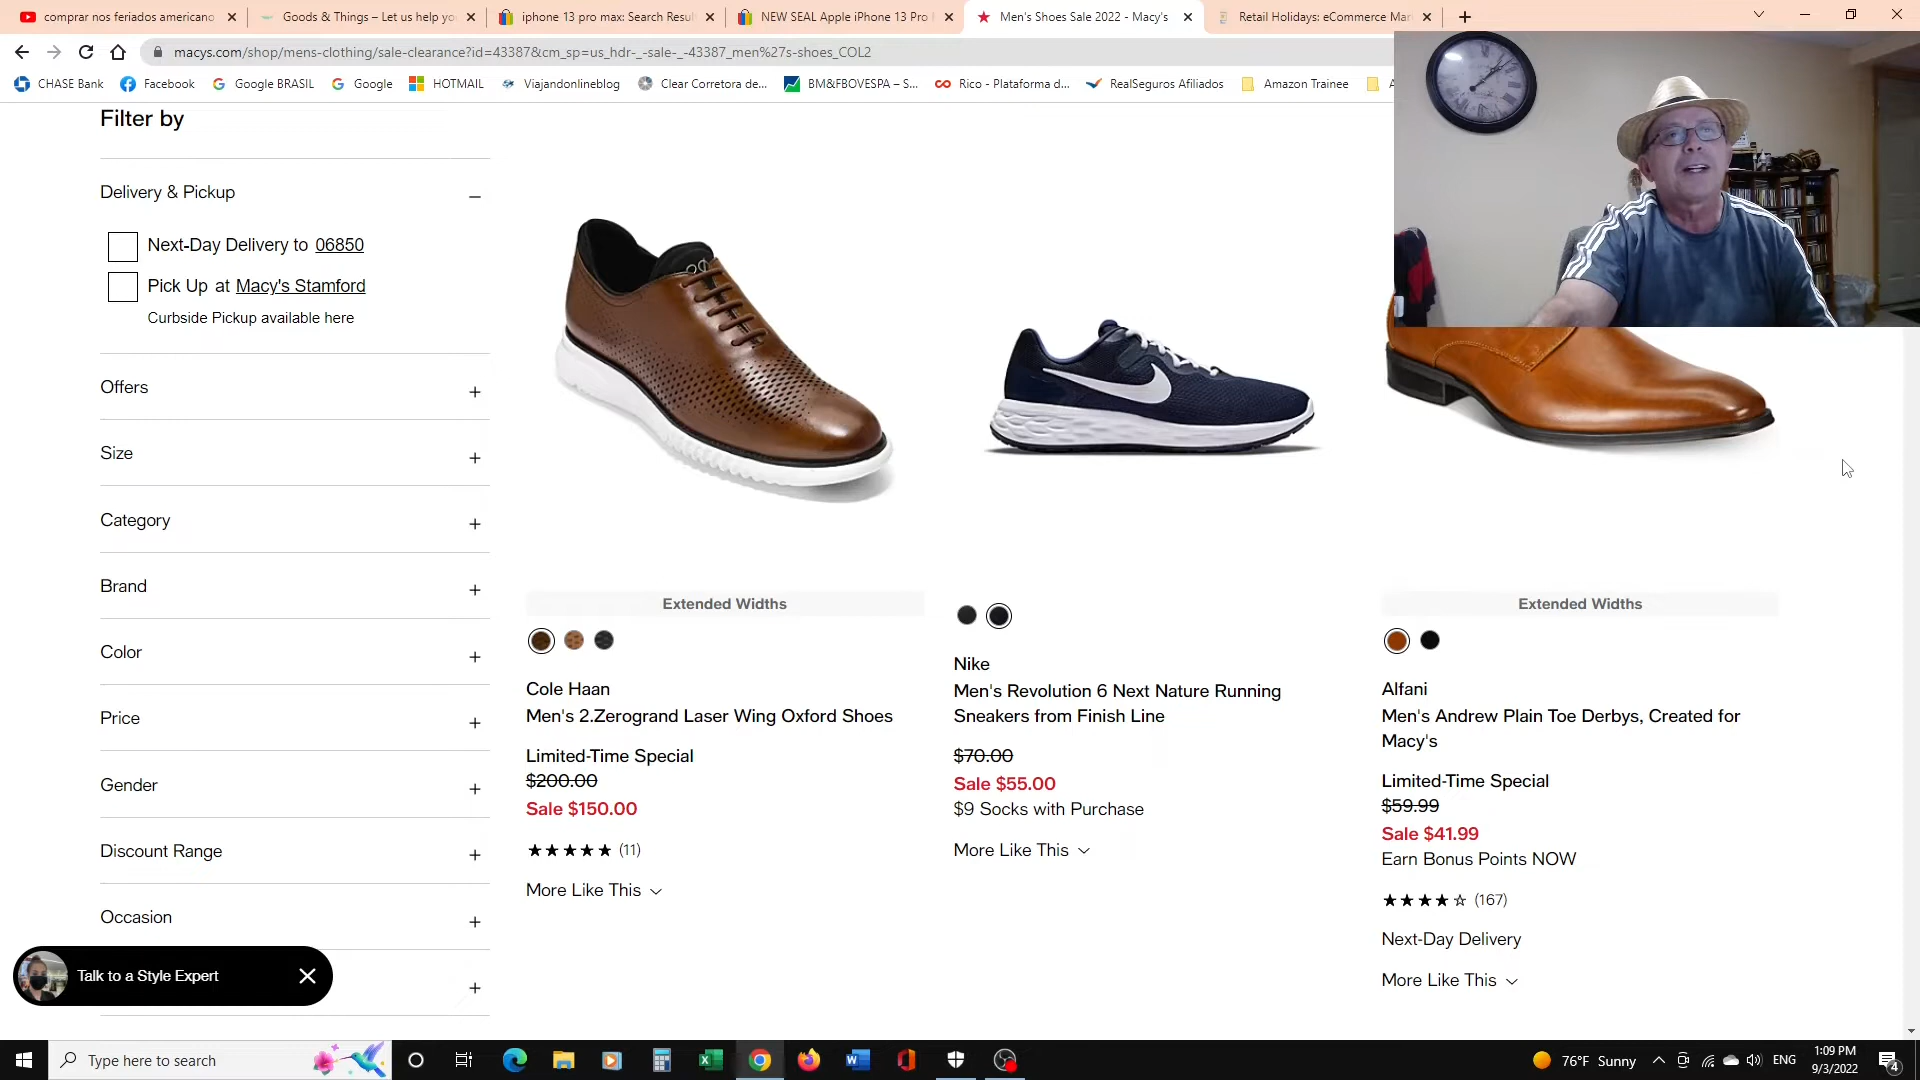 comprar nos feriados americano
Goods & Things – Let us help yo
iphone 13 pro max: Search Resul
NEW SEAL Apple iPhone 13 Pro
Men's Shoes Sale 2022 - Macy's
Retail Holidays: eCommerce Mar
macys.com/shop/mens-clothing/sale-clearance?id=43387&cm_sp=us_hdr-_-sale-_-43387_men%27s-shoes_COL2
CHASE Bank
Facebook
Google BRASIL
Google
HOTMAIL
Viajandonlineblog
Clear Corretora de...
BM&FBOVESPA – S...
Rico - Plataforma d...
RealSeguros Afiliados
Amazon Trainee
Filter by
Delivery & Pickup
Next-Day Delivery to 06850
Pick Up at Macy's Stamford
Curbside Pickup available here
Offers
Size
Category
Brand
Color
Price
Gender
Discount Range
Occasion
Talk to a Style Expert
Extended Widths
Cole Haan
Men's 2.Zerogrand Laser Wing Oxford Shoes
Limited-Time Special
$200.00
Sale $150.00
(11)
More Like This
Nike
Men's Revolution 6 Next Nature Running
Sneakers from Finish Line
$70.00
Sale $55.00
$9 Socks with Purchase
More Like This
Extended Widths
Alfani
Men's Andrew Plain Toe Derbys, Created for
Macy's
Limited-Time Special
$59.99
Sale $41.99
Earn Bonus Points NOW
(167)
Next-Day Delivery
More Like This
Type here to search
76°F Sunny
ENG
1:09 PM
9/3/2022
4